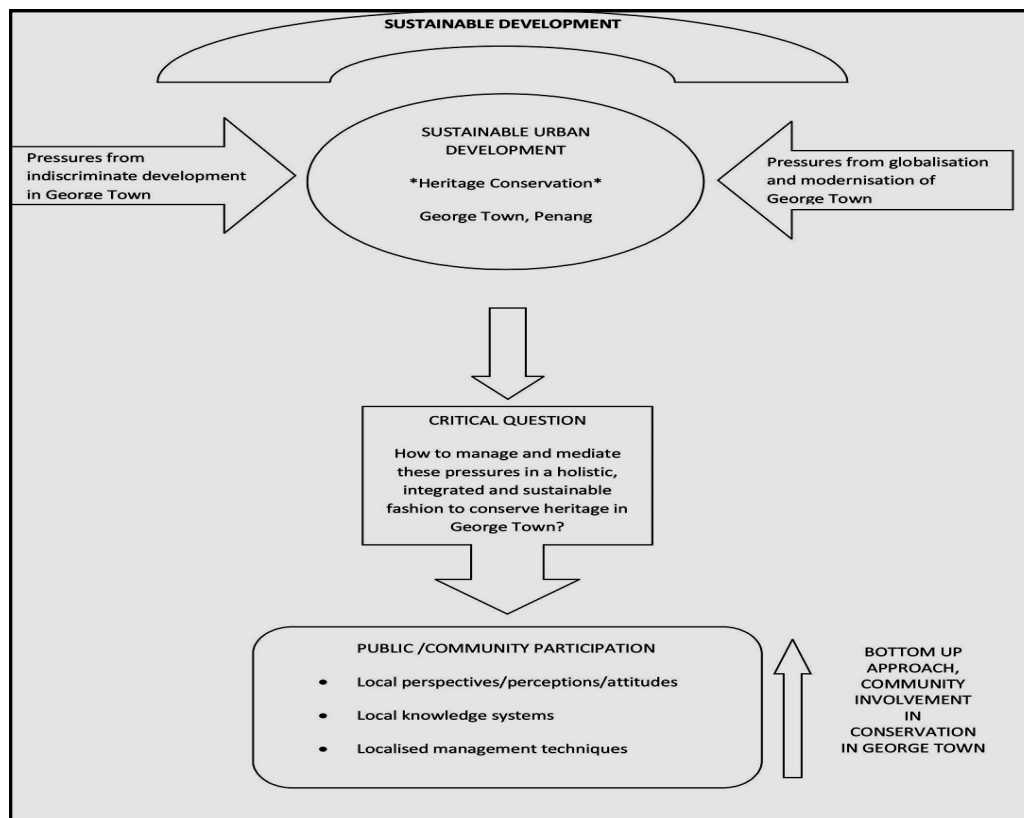 SUSTAINABLE DEVELOPMENT
SUSTAINABLE URBAN
DEVELOPMENT
*Heritage Conservation*
George Town, Penang
Pressures from
indiscriminate development
in George Town
Pressures from globalisation
and modernisation of
George Town
CRITICAL QUESTION
How to manage and mediate
these pressures in a holistic,
integrated and sustainable
fashion to conserve heritage in
George Town?
PUBLIC /COMMUNITY PARTICIPATION
• Local perspectives/perceptions/attitudes
• Local knowledge systems
• Localised management techniques
BOTTOM UP
APPROACH,
COMMUNITY
INVOLVEMENT
IN
CONSERVATION
IN GEORGE TOWN